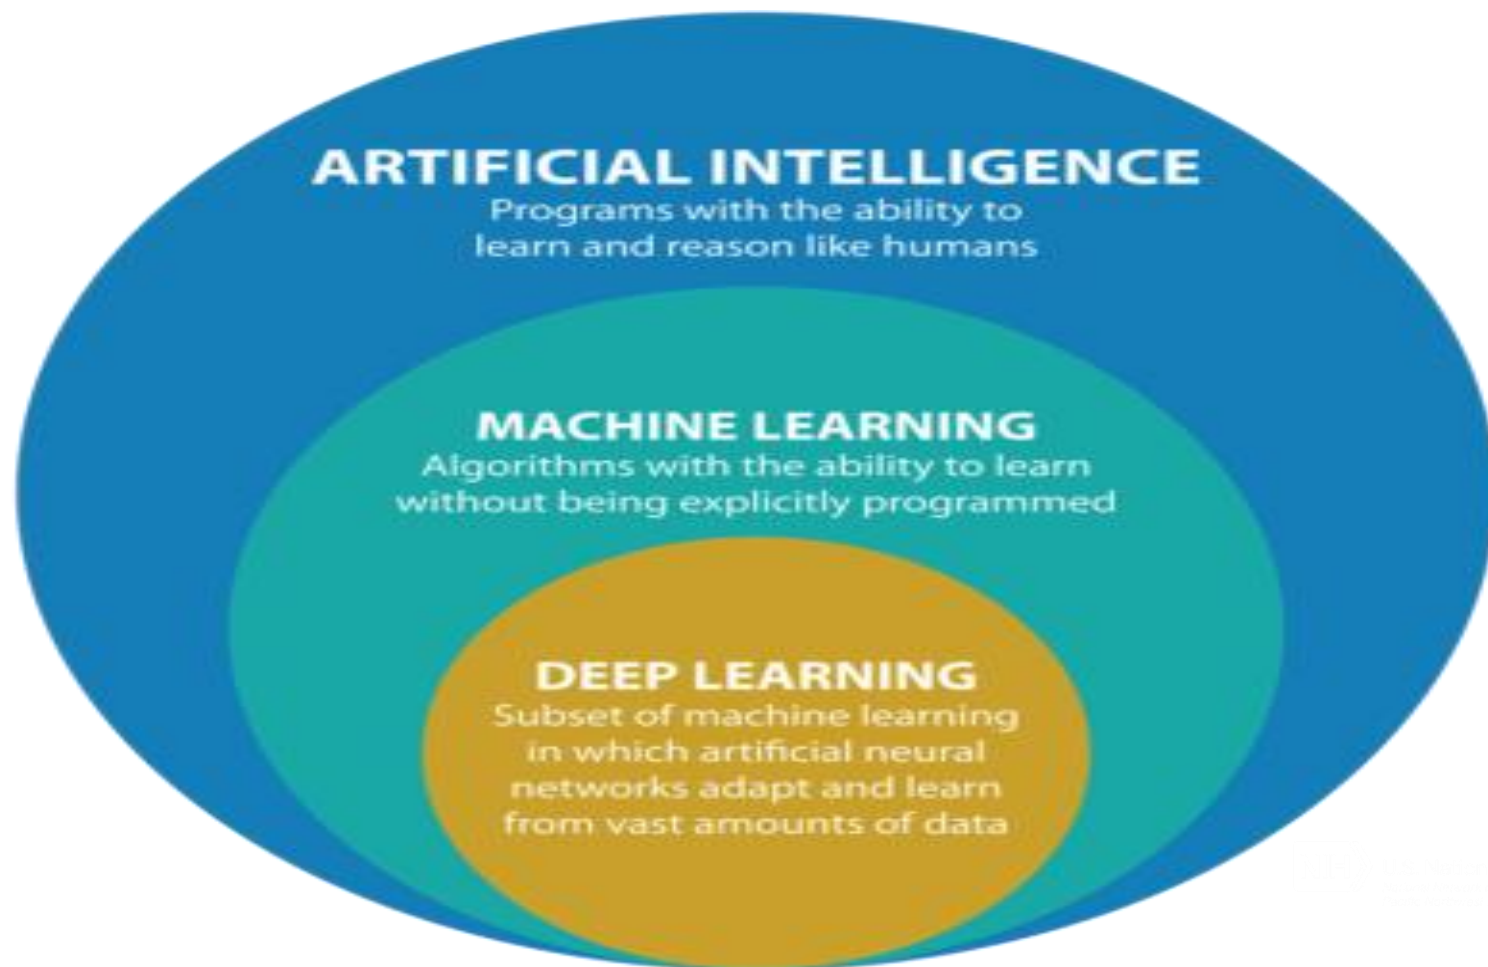 ARTIFICIAL INTELLIGENCE
Programs with the ability to
learn and reason like humans
MACHINE LEARNING
Algorithms with the ability to learn
without being explicitly programmed
DEEP LEARNING
Subset of machine learning
in which artificial neural
networks adapt and learn
from vast amounts of data